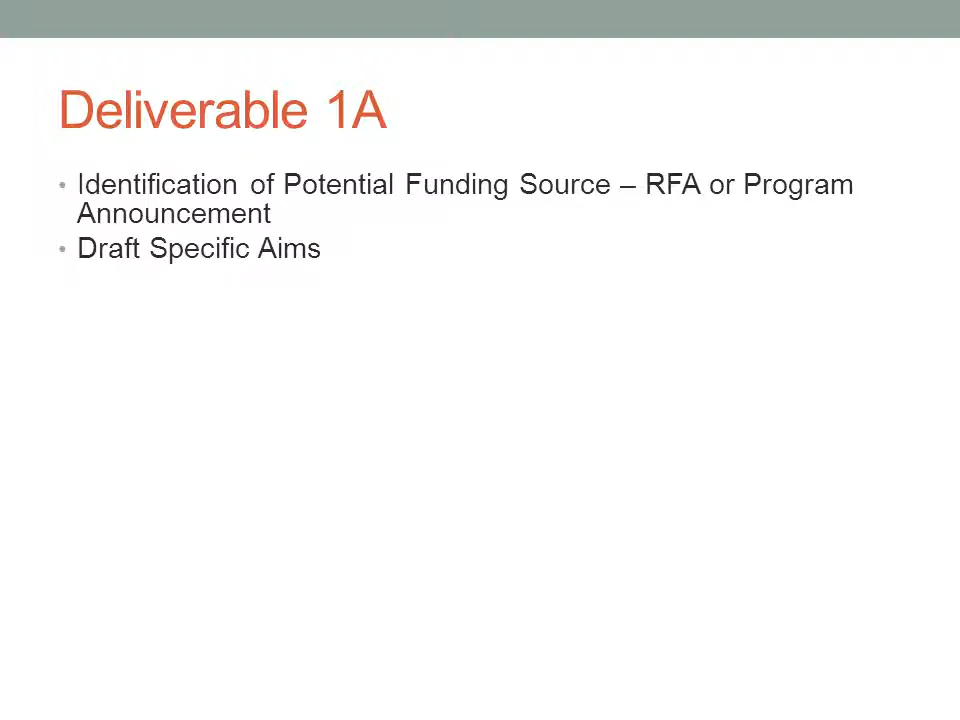 Deliverable 1A
• Identification of Potential Funding Source – RFA or Program
Announcement
• Draft Specific Aims